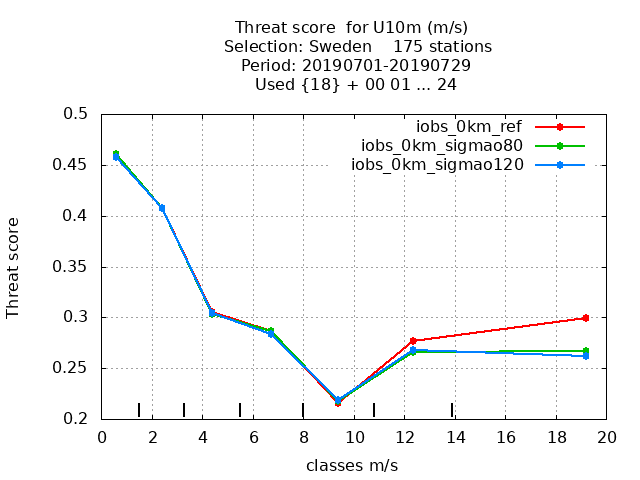 Threat score  for U10m (m/s)
Selection: Sweden    175 stations
Period: 20190701-20190729
Used {18} + 00 01 ... 24
iobs_0km_ref
iobs_0km_sigmao80
iobs_0km_sigmao120
Threat score
0.5
0.45
0.4
0.35
0.3
0.25
0.2
0 2 4 6 8 10 12 14 16 18 20
classes m/s